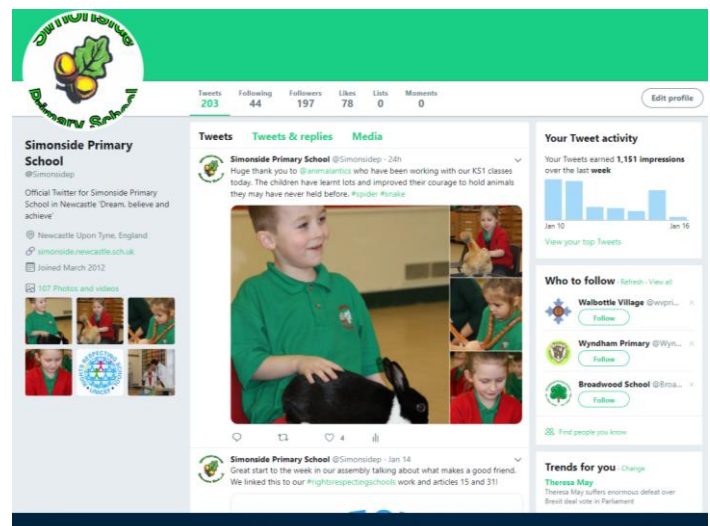 Simonside
Primary School
Tweets Following Followers Likes Lists Moments
203 44 197 78 0 0
Edit profile
Simonside Primary
School
@Simonsidep
Official Twitter for Simonside Primary
School in Newcastle 'Dream, believe and
achieve'
Newcastle Upon Tyne, England
simonside.newcastle.sch.uk
Joined March 2012
107 Photos and videos
RIGHTS RESPECTING SCHOOLS
UNICEF
Tweets Tweets & replies Media
Simonside Primary School @Simonsidep · 24h
Huge thank you to @animalantics who have been working with our KS1 classes
today. The children have learnt lots and improved their courage to hold animals
they may have never held before. #spider #snake
4
Simonside Primary School @Simonsidep · Jan 14
Great start to the week in our assembly talking about what makes a good friend.
We linked this to our #rightsrespectingschools work and articles 15 and 31!
Your Tweet activity
Your Tweets earned 1,151 impressions
over the last week
Jan 10 Jan 16
View your top Tweets
Who to follow · Refresh · View all
Walbottle Village @wvpri...
Follow
Wyndham Primary @Wyn...
Follow
Broadwood School @Broa...
Follow
Find people you know
Trends for you · Change
Theresa May
Theresa May suffers enormous defeat over
Brexit deal vote in Parliament